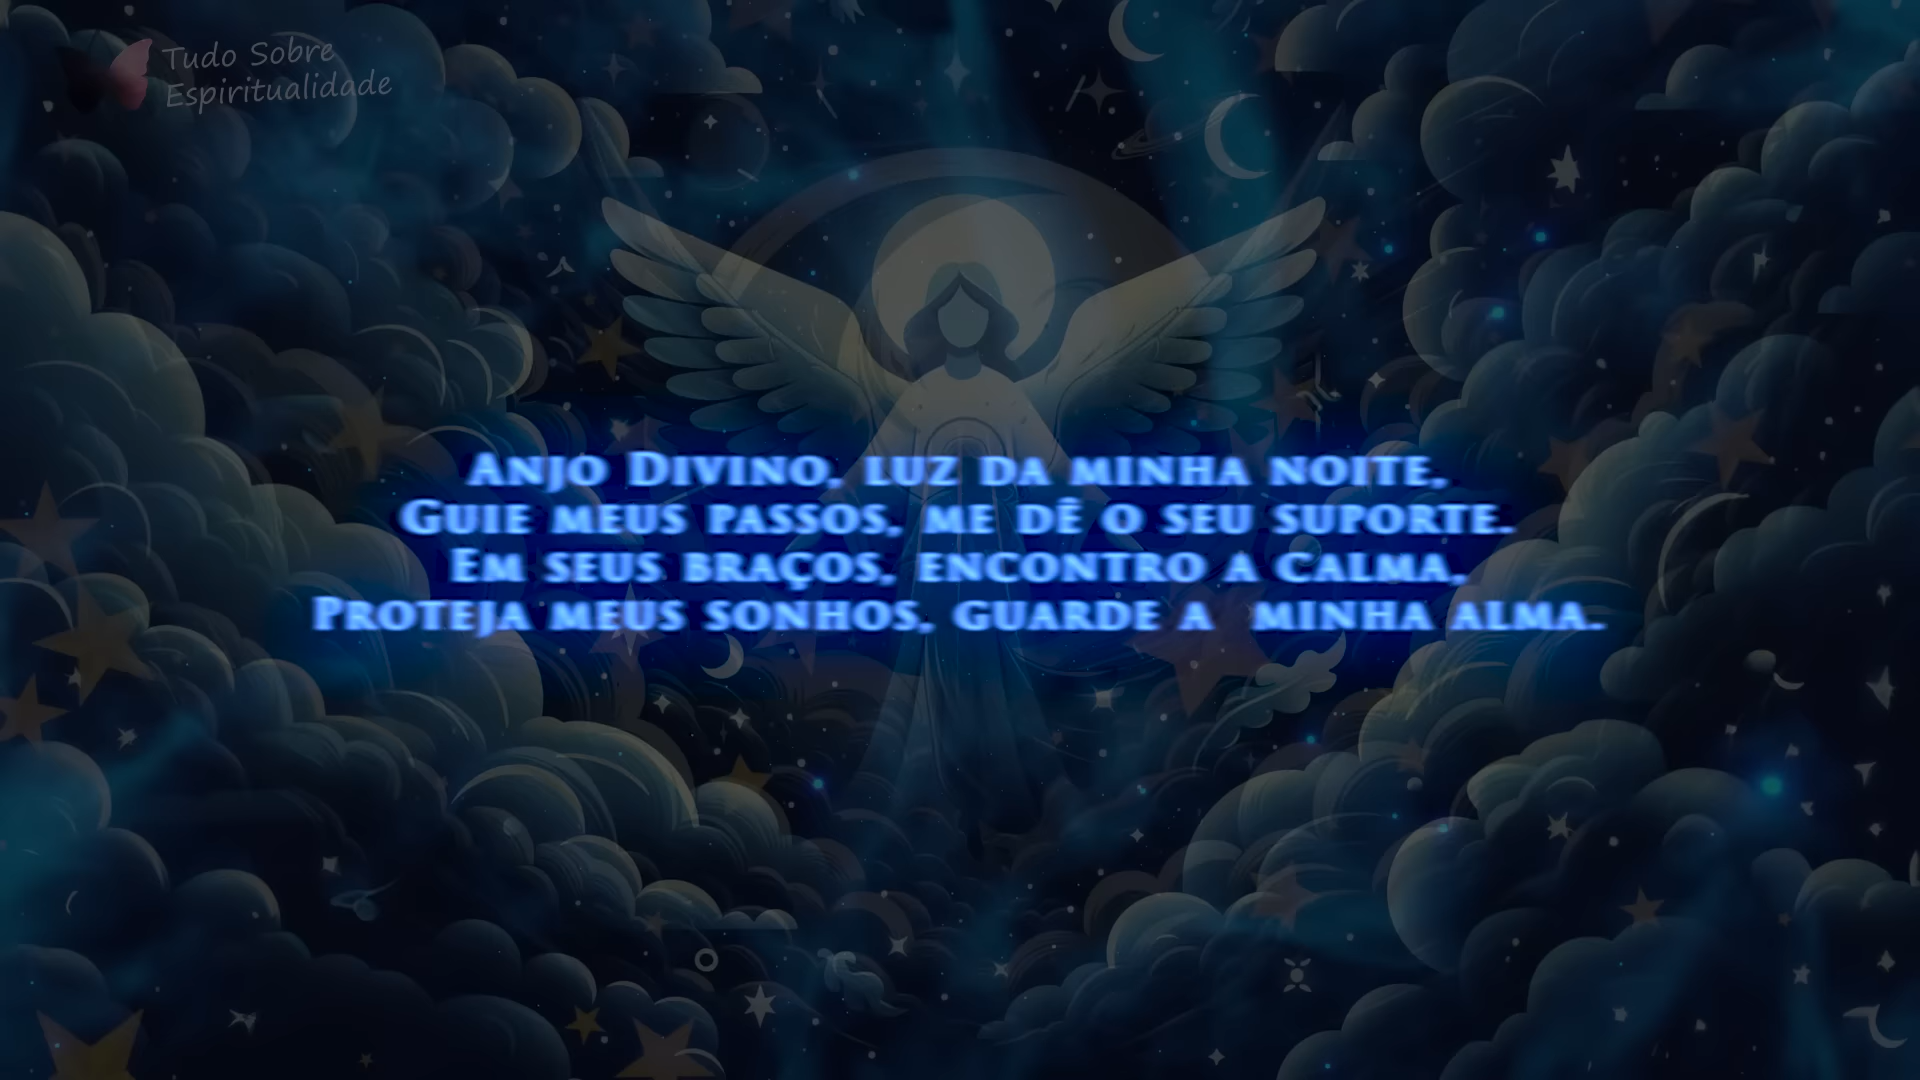 Tudo Sobre
Espiritualidade
Anjo Divino, luz da minha noite,
Guie meus passos, me dê o seu suporte.
Em seus braços, encontro a calma,
Proteja meus sonhos, guarde a  minha alma.